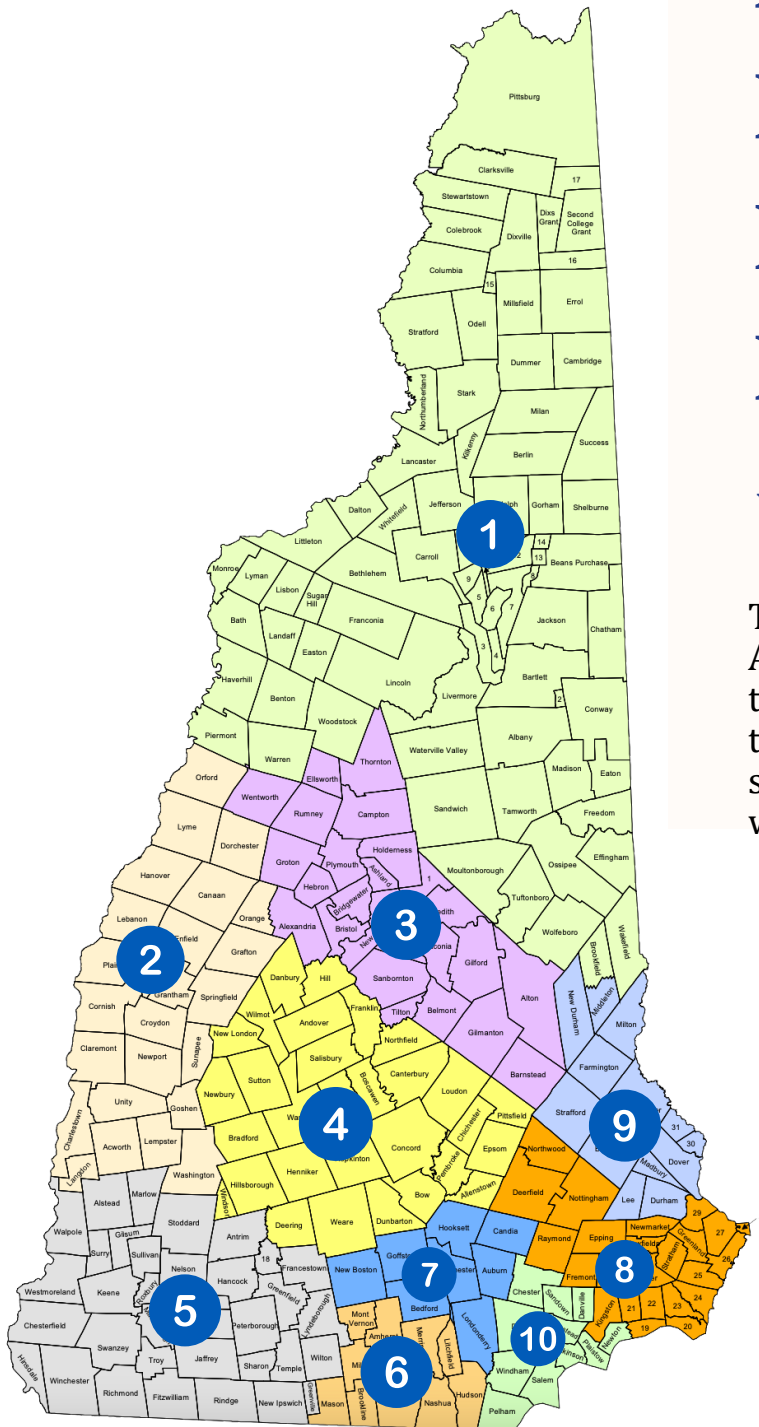 Pittsburg
Clarksville
17
Stewartstown
Dixs Grant
Second College Grant
Colebrook
Dixville
16
Columbia
15
Millsfield
Errol
Odell
Stratford
Dummer
Cambridge
Northumberland
Stark
Milan
Success
Kilkenny
Berlin
Lancaster
Jefferson
Gorham
Shelburne
Dalton
Whitefield
1
14
13
Littleton
Carroll
Beans Purchase
Monroe
Lyman
Bethlehem
9
8
Lisbon
Sugar Hill
5
6
7
Bath
Franconia
Jackson
Chatham
Landaff
Easton
3
4
Haverhill
Lincoln
Bartlett
Benton
Livermore
2
Conway
Woodstock
Piermont
Albany
Warren
Thornton
Waterville Valley
Orford
Ellsworth
Madison
Eaton
Wentworth
Sandwich
Tamworth
Rumney
Campton
Freedom
Lyme
Dorchester
Holderness
Effingham
Groton
Plymouth
Ashland
Ossipee
Hanover
Moultonborough
1
Canaan
Hebron
Bridgewater
Tuftonboro
Lebanon
Orange
Alexandria
Bristol
3
Wolfeboro
Wakefield
Grafton
Brookfield
2
Gilford
Danbury
Hill
Sanbornton
Springfield
Grantham
Alton
New Durham
Middleton
Cornish
Wilmot
Franklin
Tilton
Belmont
Milton
Croydon
Andover
New London
Northfield
Gilmanton
Claremont
Newport
Sunapee
Salisbury
Canterbury
Farmington
Barnstead
Newbury
Sutton
Boscawen
Loudon
Unity
Goshen
Pittsfield
Strafford
Charlestown
4
Chichester
9
31
30
Acworth
Lempster
Bradford
Concord
Epsom
Northwood
Madbury
Dover
Langdon
Washington
Henniker
Pembroke
Hillsborough
Allenstown
Deerfield
Nottingham
Lee
Durham
Windsor
Bow
Alstead
Marlow
Stoddard
Deering
Weare
Dunbarton
Hooksett
Candia
Newmarket
29
Walpole
Gilsum
Antrim
Raymond
Epping
27
Surry
Sullivan
Greenland
26
Nelson
18
Francestown
New Boston
Auburn
Stratham
Westmoreland
Keene
Roxbury
Hancock
Greenfield
7
Fremont
8
25
Chester
Sandown
Danville
24
5
Lyndeborough
Bedford
Kingston
21
22
23
Chesterfield
Peterborough
Mont Vernon
Londonderry
19
20
10
Newton
Swanzey
Litchfield
Plaistow
Hinsdale
Troy
Jaffrey
Sharon
Temple
Wilton
6
Windham
Winchester
Salem
Richmond
Fitzwilliam
Rindge
New Ipswich
Greenville
Mason
Brookline
Nashua
Hudson
Pelham